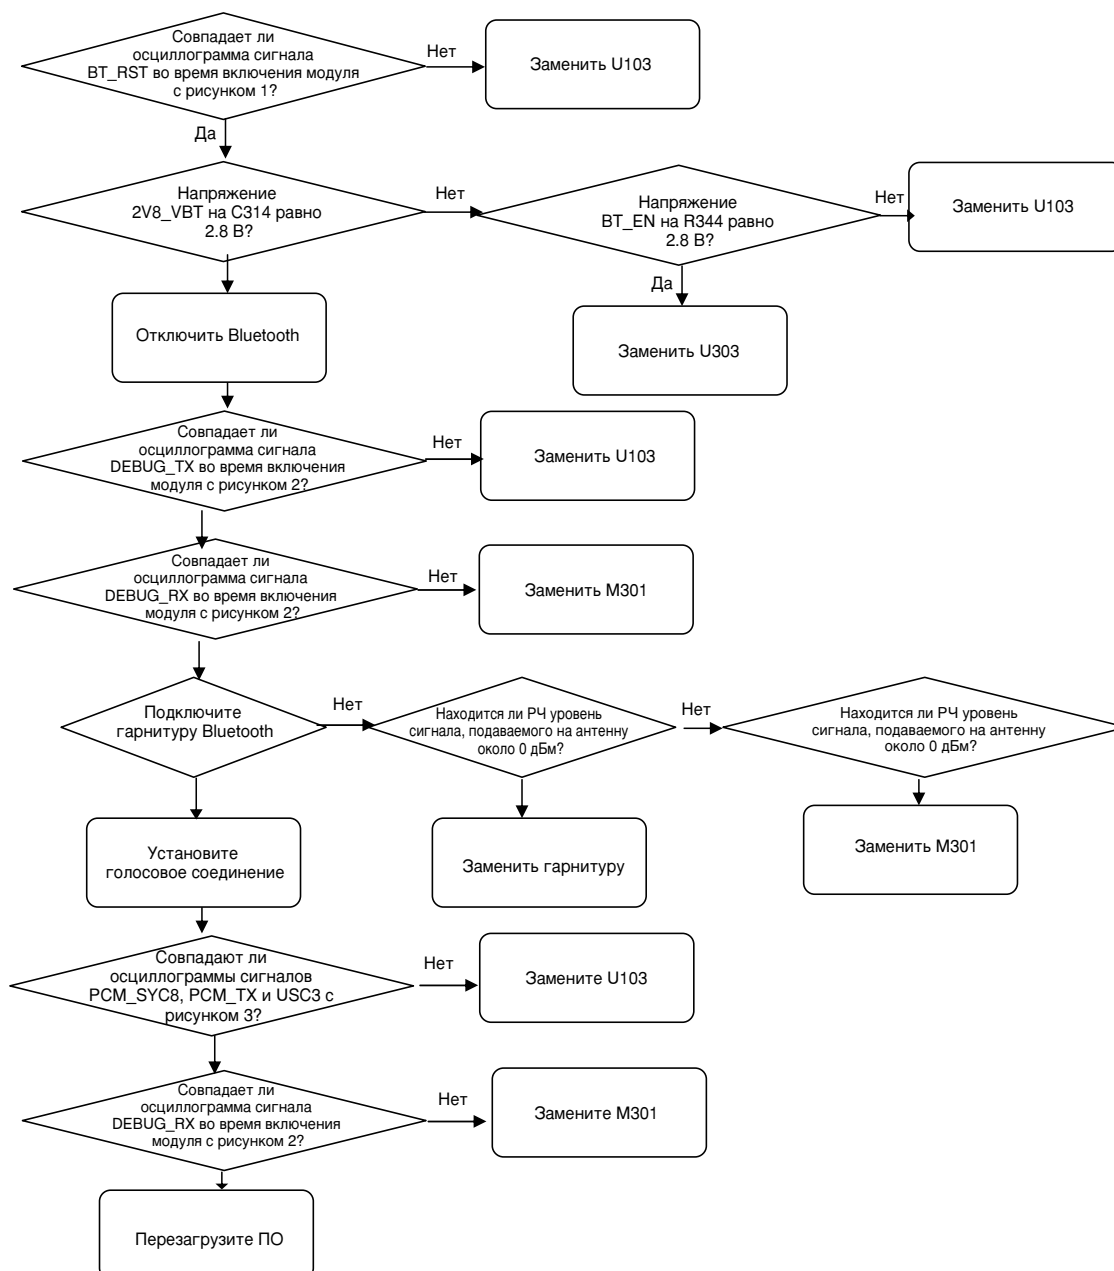 Совпадает ли
осциллограмма сигнала
BT_RST во время включения модуля
с рисунком 1?
Нет
Заменить U103
Да
Напряжение
2V8_VBT на C314 равно
2.8 В?
Нет
Напряжение
BT_EN на R344 равно
2.8 В?
Нет
Заменить U103
Да
Отключить Bluetooth
Заменить U303
Совпадает ли
осциллограмма сигнала
DEBUG_TX во время включения
модуля с рисунком 2?
Нет
Заменить U103
Совпадает ли
осциллограмма сигнала
DEBUG_RX во время включения
модуля с рисунком 2?
Нет
Заменить M301
Подключите
гарнитуру Bluetooth
Нет
Находится ли РЧ уровень
сигнала, подаваемого на антенну
около 0 дБм?
Нет
Находится ли РЧ уровень
сигнала, подаваемого на антенну
около 0 дБм?
Установите
голосовое соединение
Заменить гарнитуру
Заменить M301
Совпадают ли
осциллограммы сигналов
PCM_SYC8, PCM_TX и USC3 с
рисунком 3?
Нет
Замените U103
Совпадает ли
осциллограмма сигнала
DEBUG_RX во время включения
модуля с рисунком 2?
Нет
Замените M301
Перезагрузите ПО